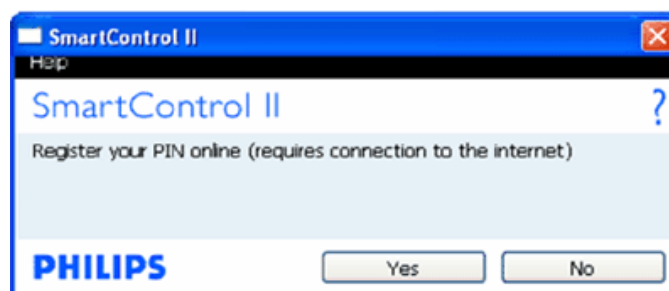 SmartControl II
Help
SmartControl II ?
Register your PIN online (requires connection to the internet)
PHILIPS Yes No